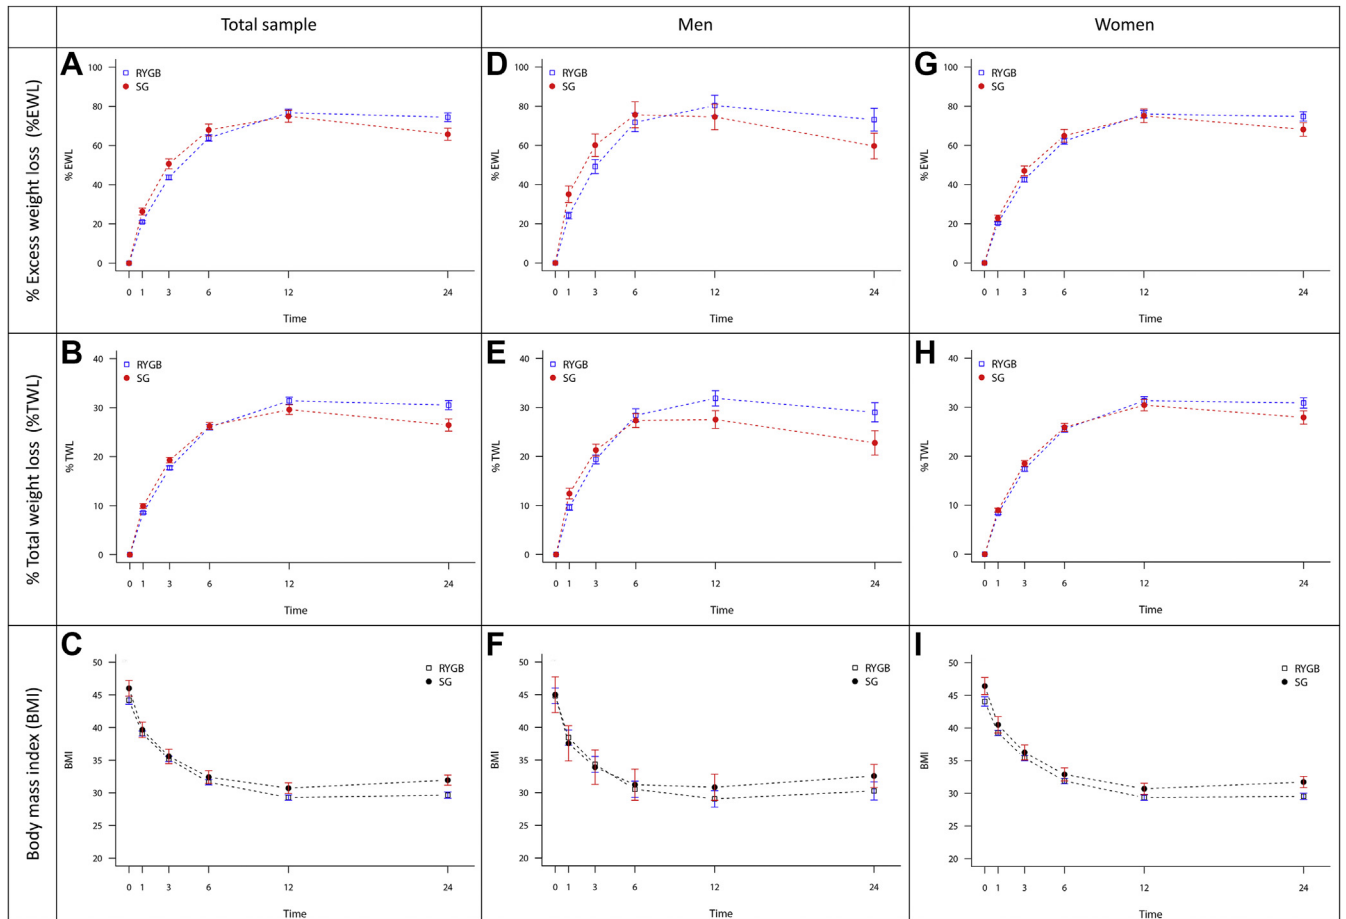 Total sample
Men
Women
% Excess weight loss (%EWL)
A
RYGB
SG
% EWL
100
80
60
40
20
0
0 1 3 6 12 24
Time
D
RYGB
SG
% EWL
100
80
60
40
20
0
0 1 3 6 12 24
Time
G
RYGB
SG
% EWL
100
80
60
40
20
0
0 1 3 6 12 24
Time
% Total weight loss (%TWL)
B
RYGB
SG
% TWL
40
30
20
10
0
0 1 3 6 12 24
Time
E
RYGB
SG
% TWL
40
30
20
10
0
0 1 3 6 12 24
Time
H
RYGB
SG
% TWL
40
30
20
10
0
0 1 3 6 12 24
Time
Body mass index (BMI)
C
RYGB
SG
BMI
50
45
40
35
30
25
20
0 1 3 6 12 24
Time
F
RYGB
SG
BMI
50
45
40
35
30
25
20
0 1 3 6 12 24
Time
I
RYGB
SG
BMI
50
45
40
35
30
25
20
0 1 3 6 12 24
Time